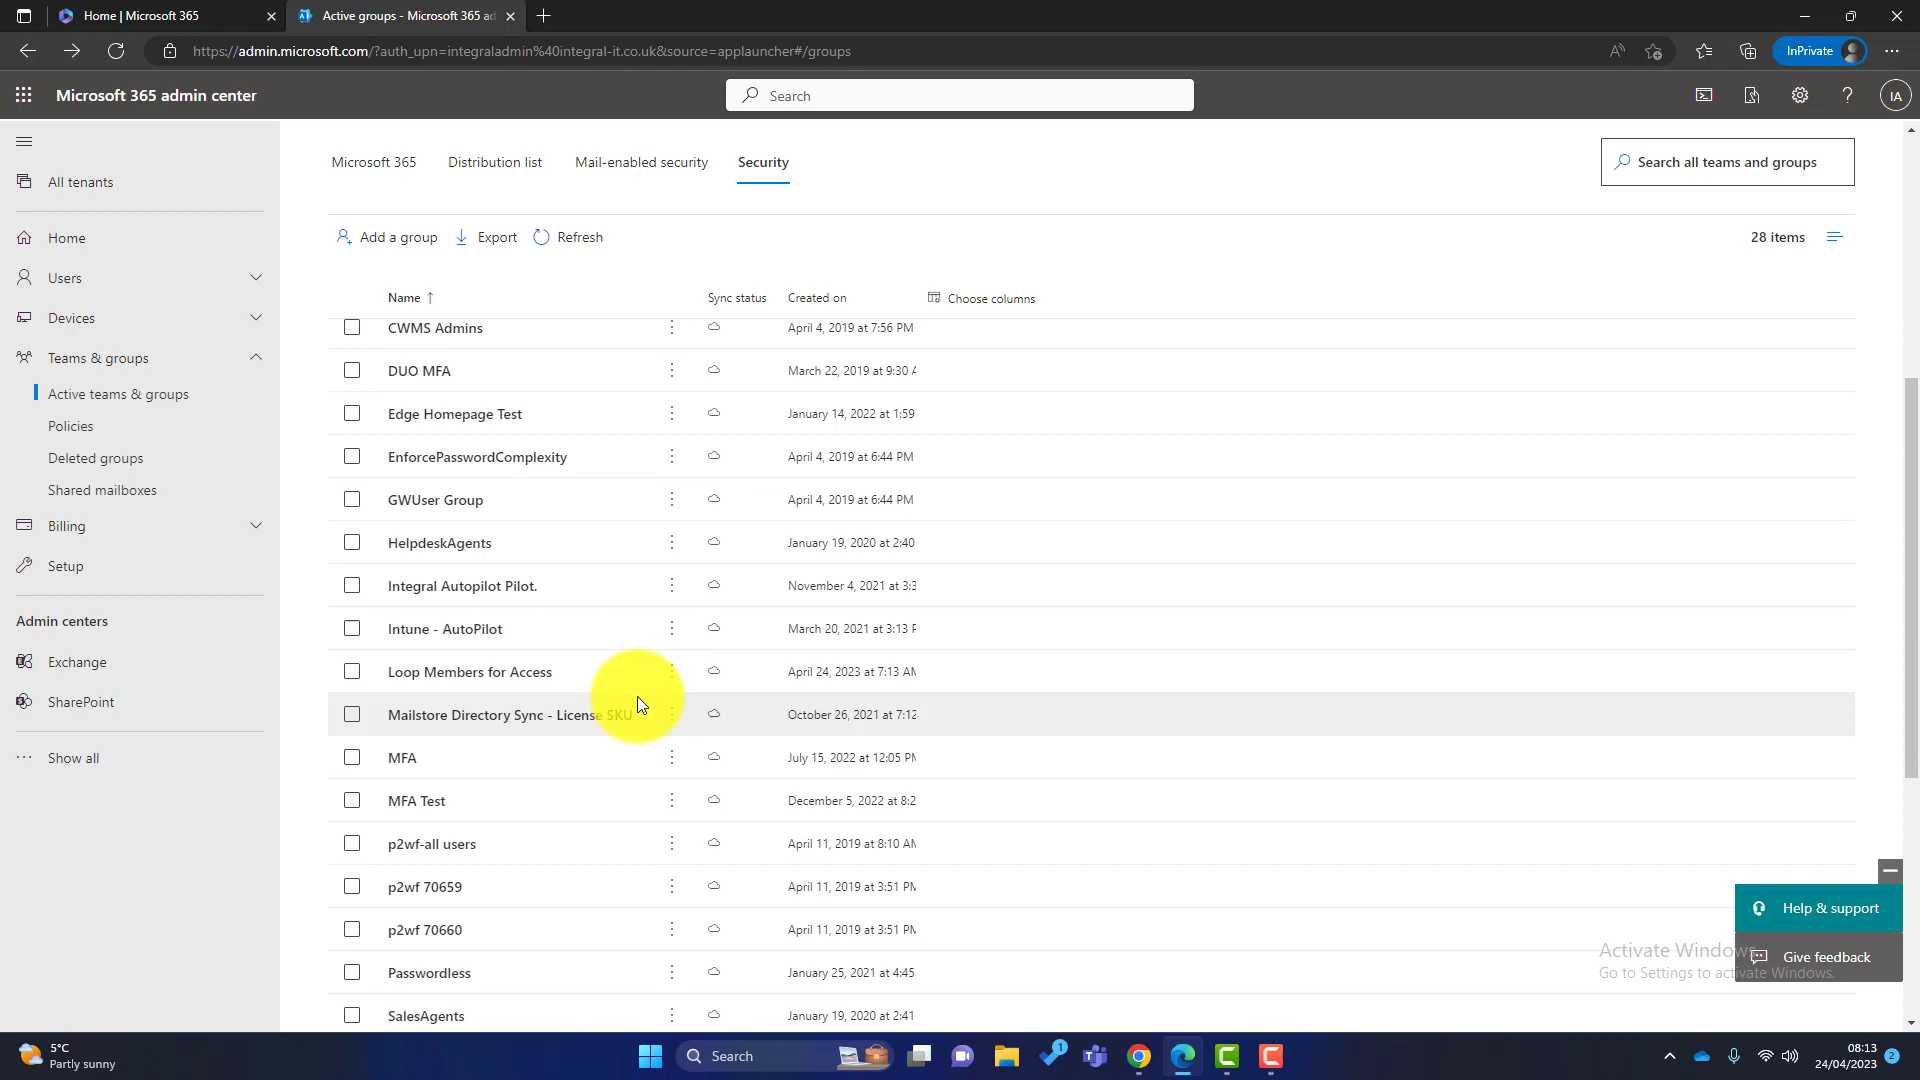 Home | Microsoft 365
Active groups - Microsoft 365 ad
https://admin.microsoft.com/?auth_upn=integraladmin%40integral-it.co.uk&source=applauncher#/groups
InPrivate
Microsoft 365 admin center
Search
IA
All tenants
Home
Users
Devices
Teams & groups
Active teams & groups
Policies
Deleted groups
Shared mailboxes
Billing
Setup
Admin centers
Exchange
SharePoint
Show all
Microsoft 365 Distribution list Mail-enabled security Security
Search all teams and groups
Add a group Export Refresh
28 items
Name ↑ Sync status Created on Choose columns
CWMS Admins April 4, 2019 at 7:56 PM
DUO MFA March 22, 2019 at 9:30 A
Edge Homepage Test January 14, 2022 at 1:59
EnforcePasswordComplexity April 4, 2019 at 6:44 PM
GWUser Group April 4, 2019 at 6:44 PM
HelpdeskAgents January 19, 2020 at 2:40
Integral Autopilot Pilot. November 4, 2021 at 3:3
Intune - AutoPilot March 20, 2021 at 3:13 P
Loop Members for Access April 24, 2023 at 7:13 AM
Mailstore Directory Sync - License SKU October 26, 2021 at 7:12
MFA July 15, 2022 at 12:05 PM
MFA Test December 5, 2022 at 8:2
p2wf-all users April 11, 2019 at 8:10 AM
p2wf 70659 April 11, 2019 at 3:51 PM
p2wf 70660 April 11, 2019 at 3:51 PM
Passwordless January 25, 2021 at 4:45
SalesAgents January 19, 2020 at 2:41
Help & support
Give feedback
Activate Windows
Go to Settings to activate Windows.
5°C
Partly sunny
Search
1
08:13
24/04/2023
2